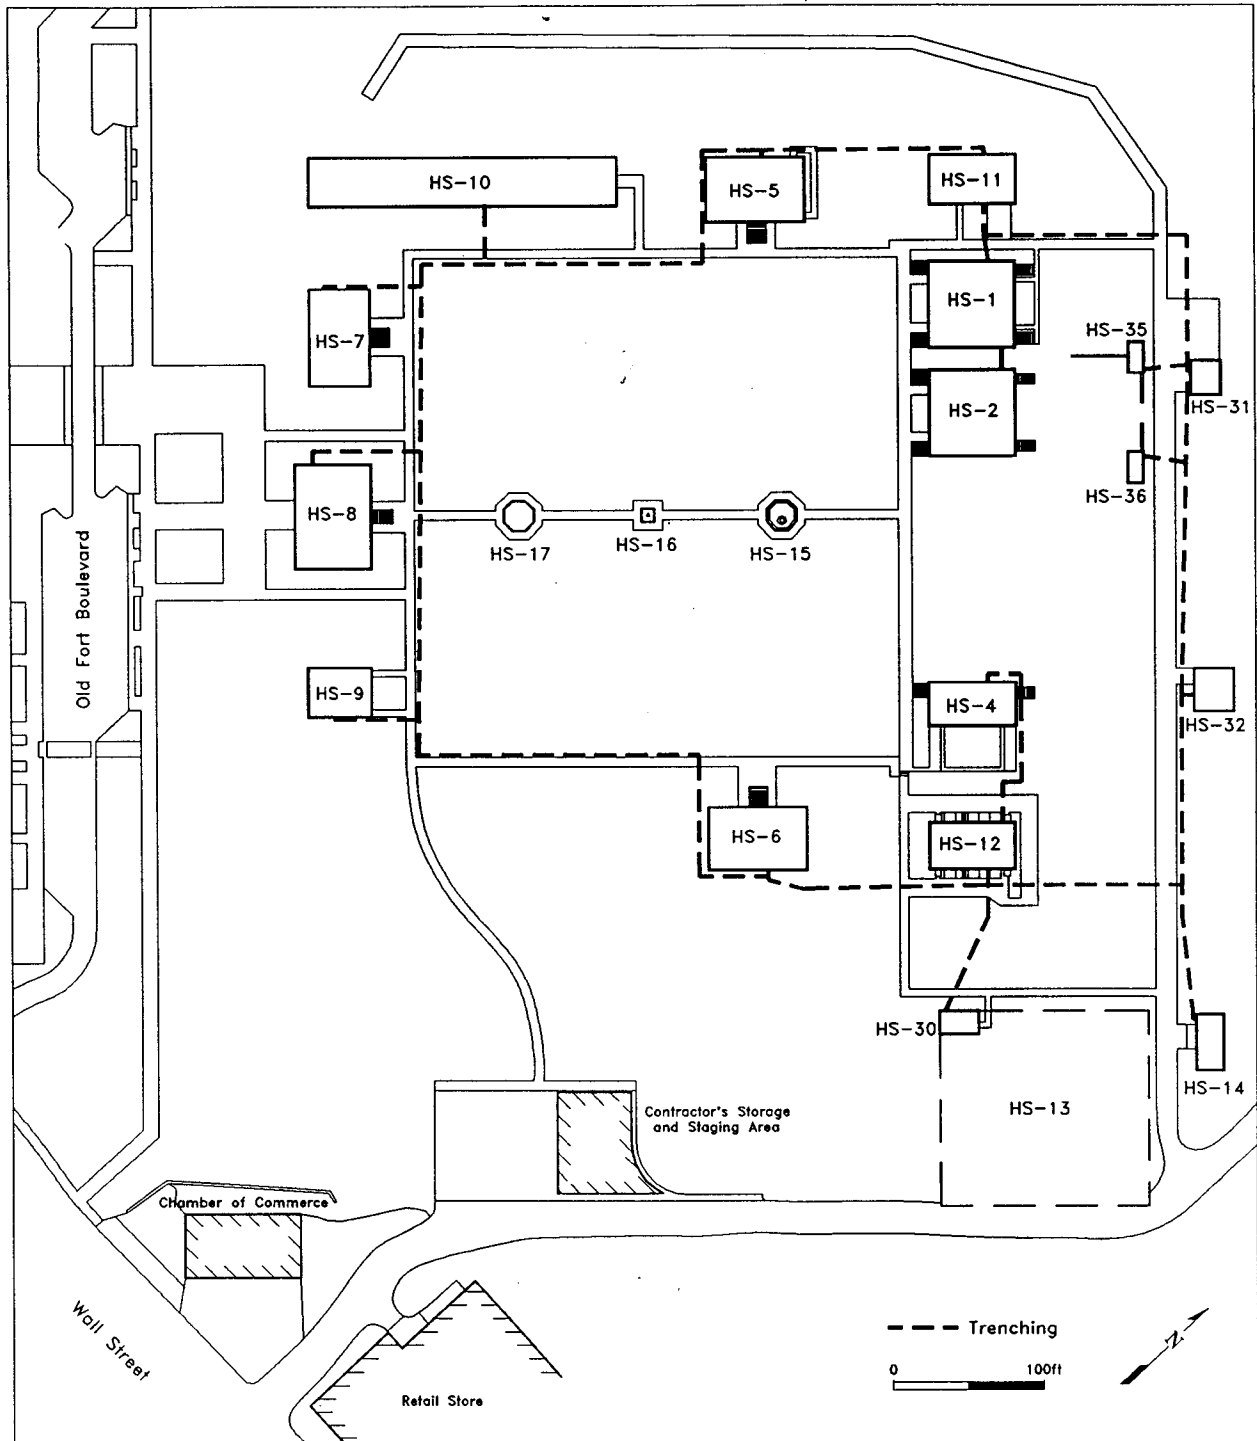 HS-10
HS-5
HS-11
HS-1
HS-7
HS-35
HS-2
HS-31
HS-36
HS-8
HS-17
HS-16
HS-15
Old Fort Boulevard
HS-9
HS-4
HS-32
HS-6
HS-12
HS-30
HS-14
HS-13
Contractor's Storage
and Staging Area
Chamber of Commerce
Wall Street
Trenching
N
0 100ft
Retail Store